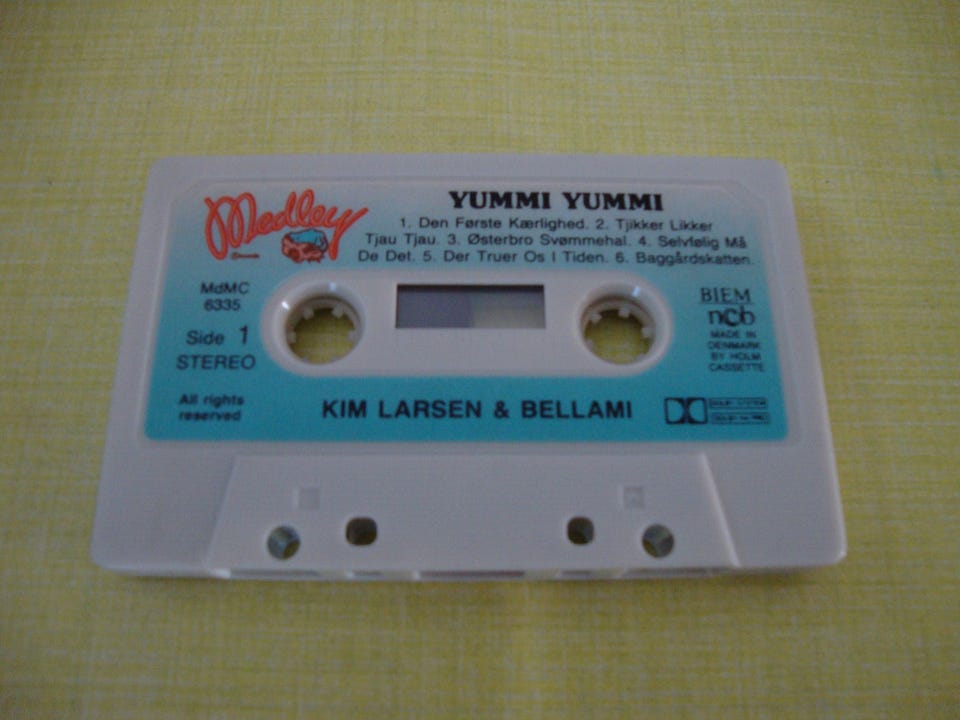 Medley
YUMMI YUMMI
1. Den Første Kærlighed. 2. Tjikker Likker
Tjau Tjau. 3. Østerbro Svømmehal. 4. Selvfølig Må
De Det. 5. Der Truer Os I Tiden. 6. Baggårdskatten.
MdMC
6335
Side 1
STEREO
BIEM
ncb
MADE IN
DENMARK
BY HOLM
CASSETTE
All rights
reserved
KIM LARSEN & BELLAMI
DOLBY SYSTEM